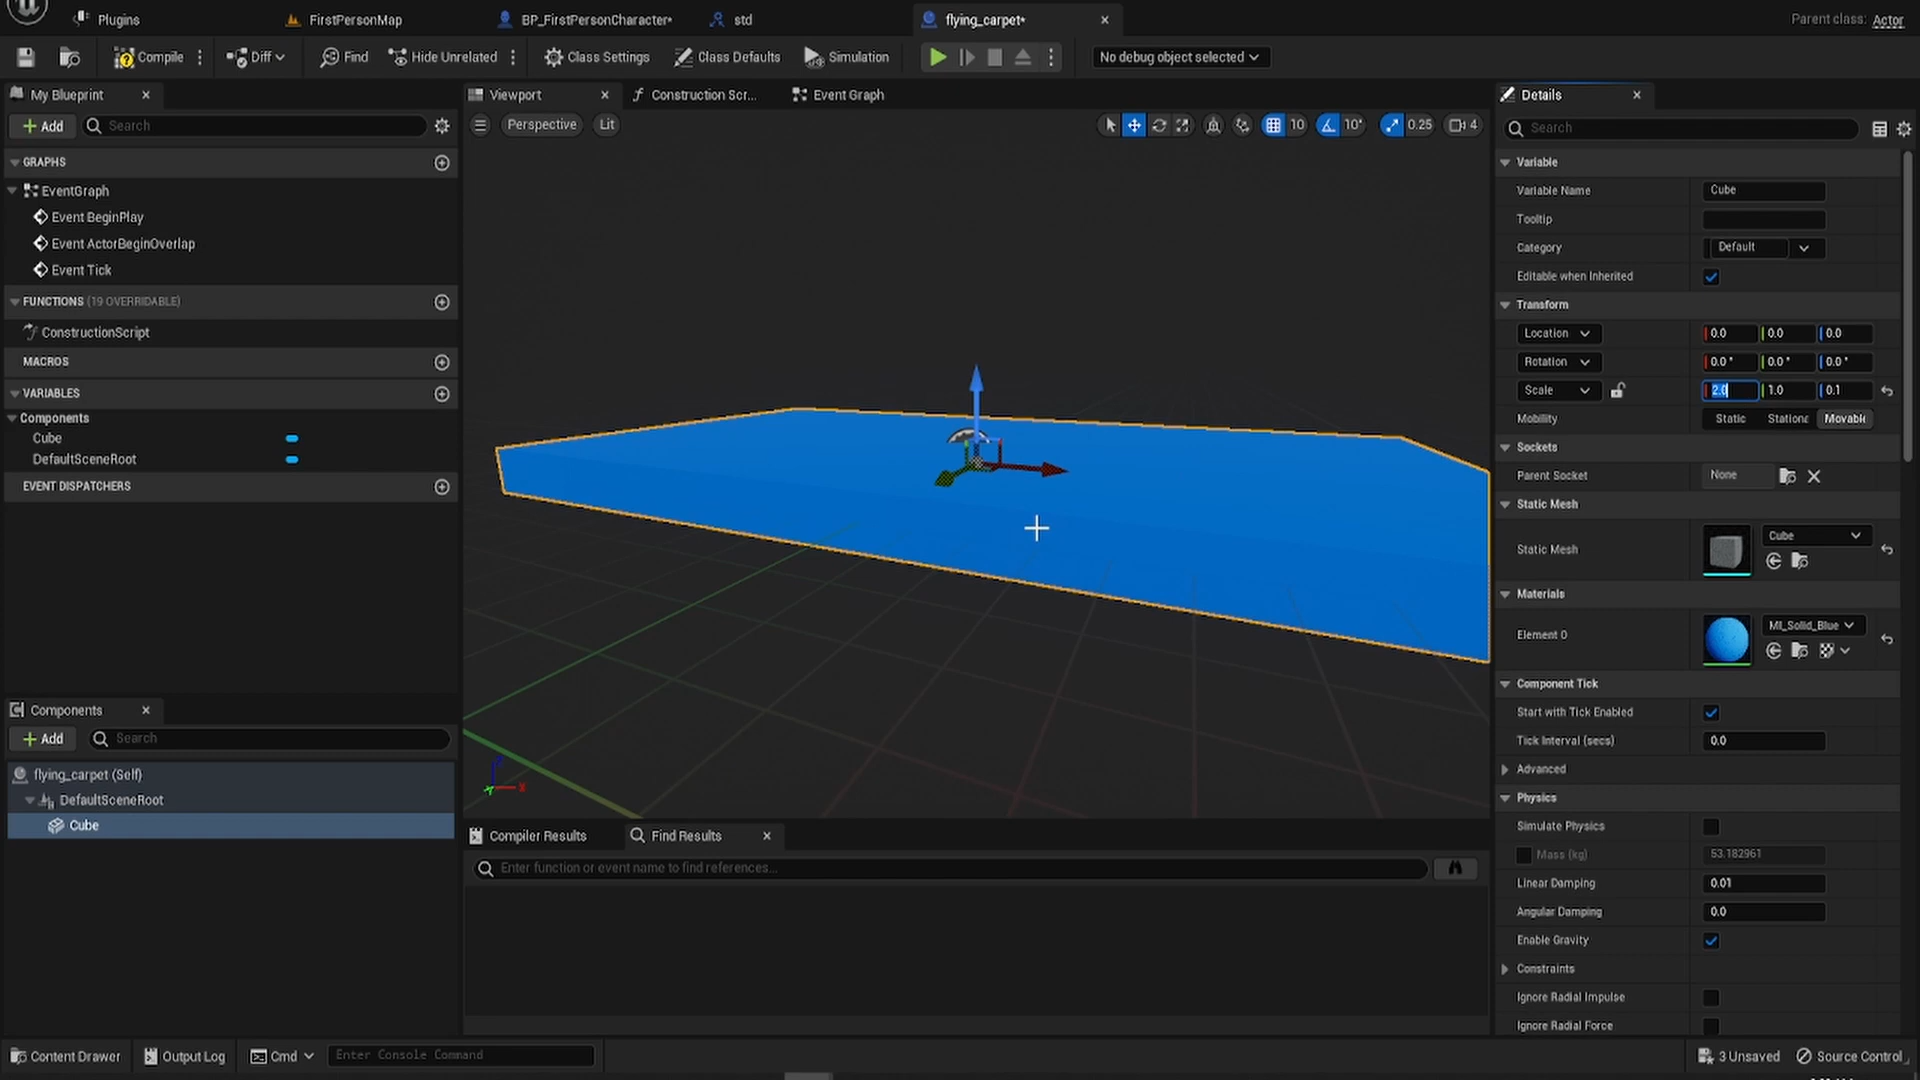 Plugins
FirstPersonMap
BP_FirstPersonCharacter*
std
flying_carpet*
Parent class: Actor
Compile
Diff
Find
Hide Unrelated
Class Settings
Class Defaults
Simulation
No debug object selected
My Blueprint
Viewport
Construction Scr...
Event Graph
Details
Add
Search
Perspective
Lit
10
10°
0.25
4
Search
GRAPHS
EventGraph
Event BeginPlay
Event ActorBeginOverlap
Event Tick
FUNCTIONS (19 OVERRIDABLE)
ConstructionScript
MACROS
VARIABLES
Components
Cube
DefaultSceneRoot
EVENT DISPATCHERS
Components
Add
Search
flying_carpet (Self)
DefaultSceneRoot
Cube
X
Compiler Results
Find Results
Enter function or event name to find references...
Variable
Variable Name
Cube
Tooltip
Category
Default
Editable when Inherited
Transform
Location
0.0
0.0
0.0
Rotation
0.0 °
0.0 °
0.0 °
Scale
2.0
1.0
0.1
Mobility
Static
Stationa
Movable
Sockets
Parent Socket
None
Static Mesh
Static Mesh
Cube
Materials
Element 0
MI_Solid_Blue
Component Tick
Start with Tick Enabled
Tick Interval (secs)
0.0
Advanced
Physics
Simulate Physics
Mass (kg)
53.182961
Linear Damping
0.01
Angular Damping
0.0
Enable Gravity
Constraints
Ignore Radial Impulse
Ignore Radial Force
Content Drawer
Output Log
Cmd
Enter Console Command
3 Unsaved
Source Control